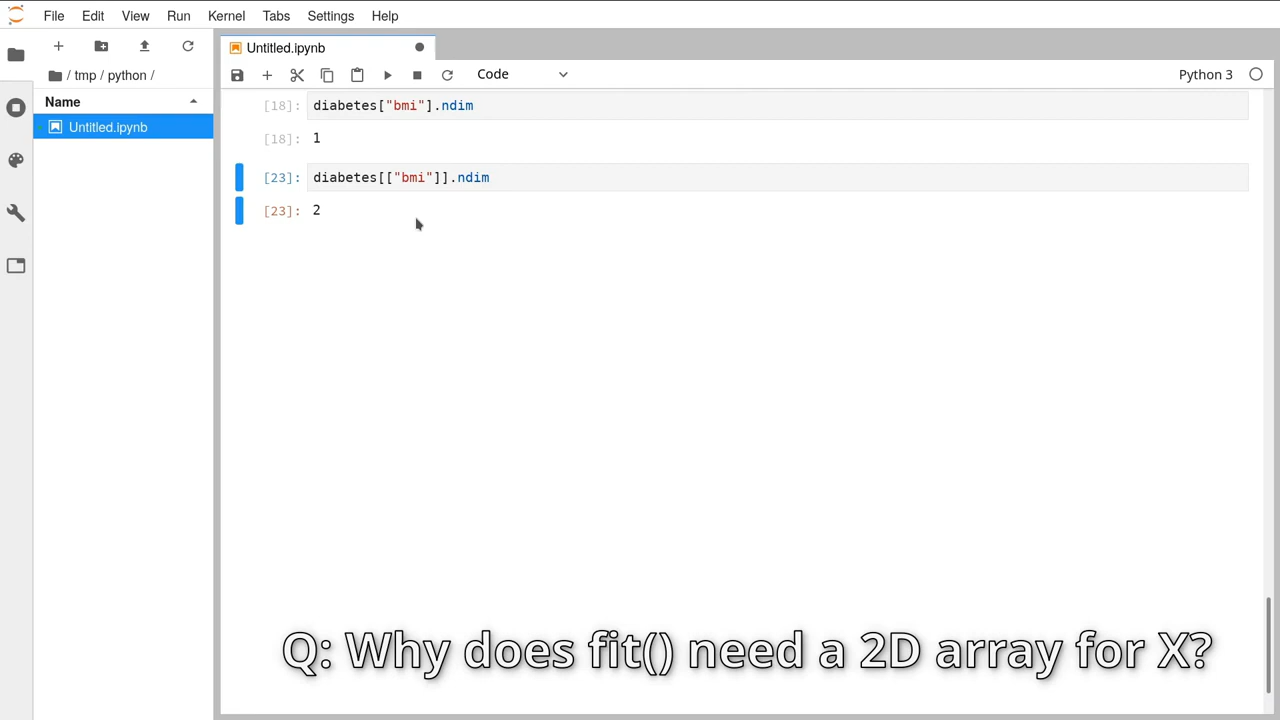 File Edit View Run Kernel Tabs Settings Help
Untitled.ipynb
Code
Python 3
/ tmp / python /
Name
Untitled.ipynb
[18]: diabetes["bmi"].ndim
[18]: 1
[23]: diabetes[["bmi"]].ndim
[23]: 2
Q: Why does fit() need a 2D array for X?